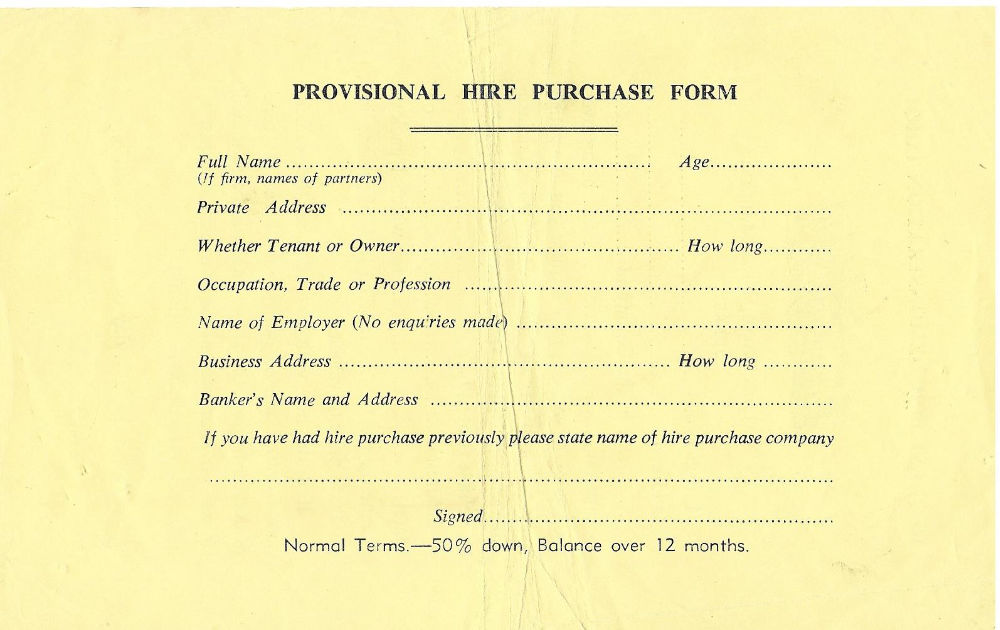 PROVISIONAL HIRE PURCHASE FORM
Full Name ........................................ Age....................
(If firm, names of partners)
Private Address ........................................
Whether Tenant or Owner........................................ How long............
Occupation, Trade or Profession ........................................
Name of Employer (No enquiries made) ........................................
Business Address ........................................ How long ............
Banker's Name and Address ........................................
If you have had hire purchase previously please state name of hire purchase company
........................................
Signed........................................
Normal Terms.—50% down, Balance over 12 months.